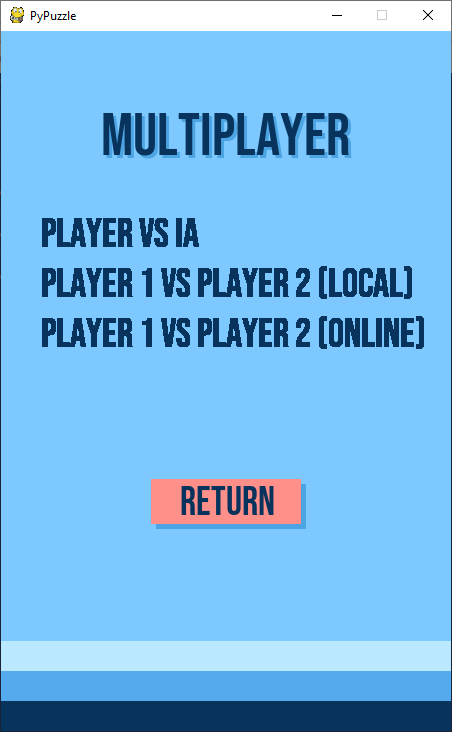 PyPuzzle
MULTIPLAYER
PLAYER VS IA
PLAYER 1 VS PLAYER 2 (LOCAL)
PLAYER 1 VS PLAYER 2 (ONLINE)
RETURN